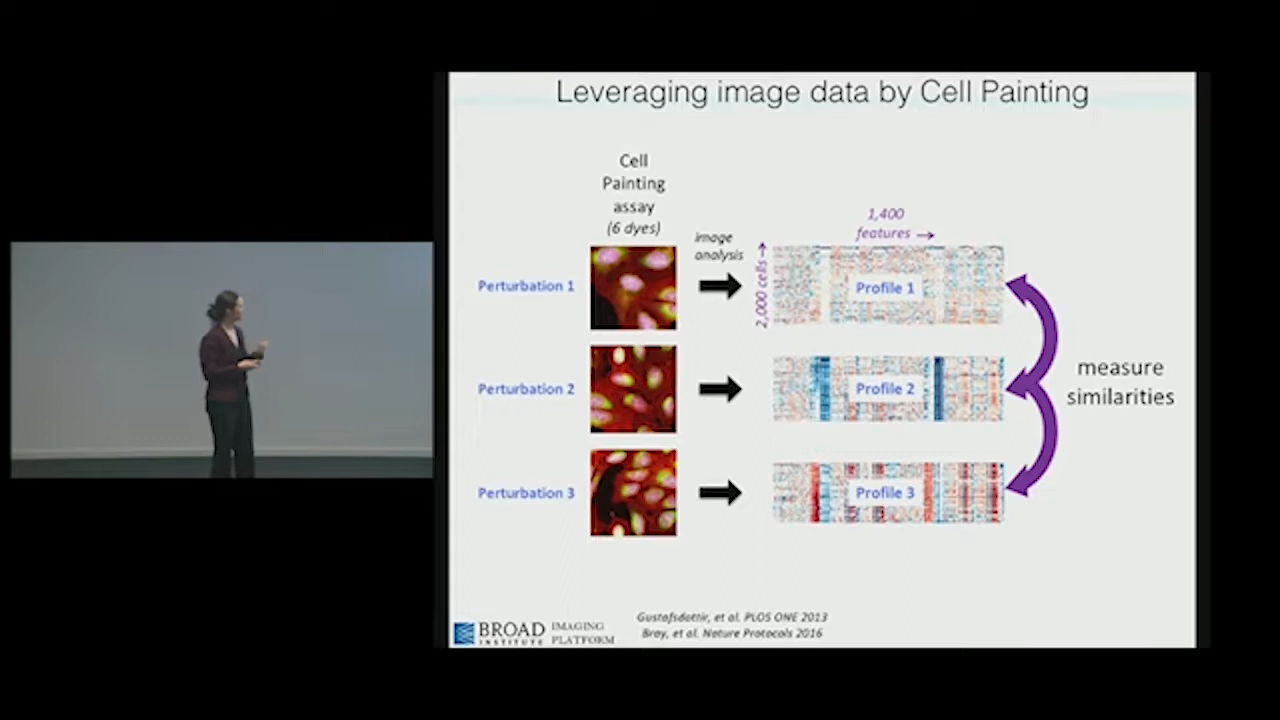 Leveraging image data by Cell Painting
Cell
Painting
assay
(6 dyes)
image
analysis
1,400
features
2,000 cells
Perturbation 1
Profile 1
Perturbation 2
Profile 2
measure
similarities
Perturbation 3
Profile 3
Gustafsdottir, et al. PLOS ONE 2013
Bray, et al. Nature Protocols 2016
BROAD
INSTITUTE
IMAGING
PLATFORM